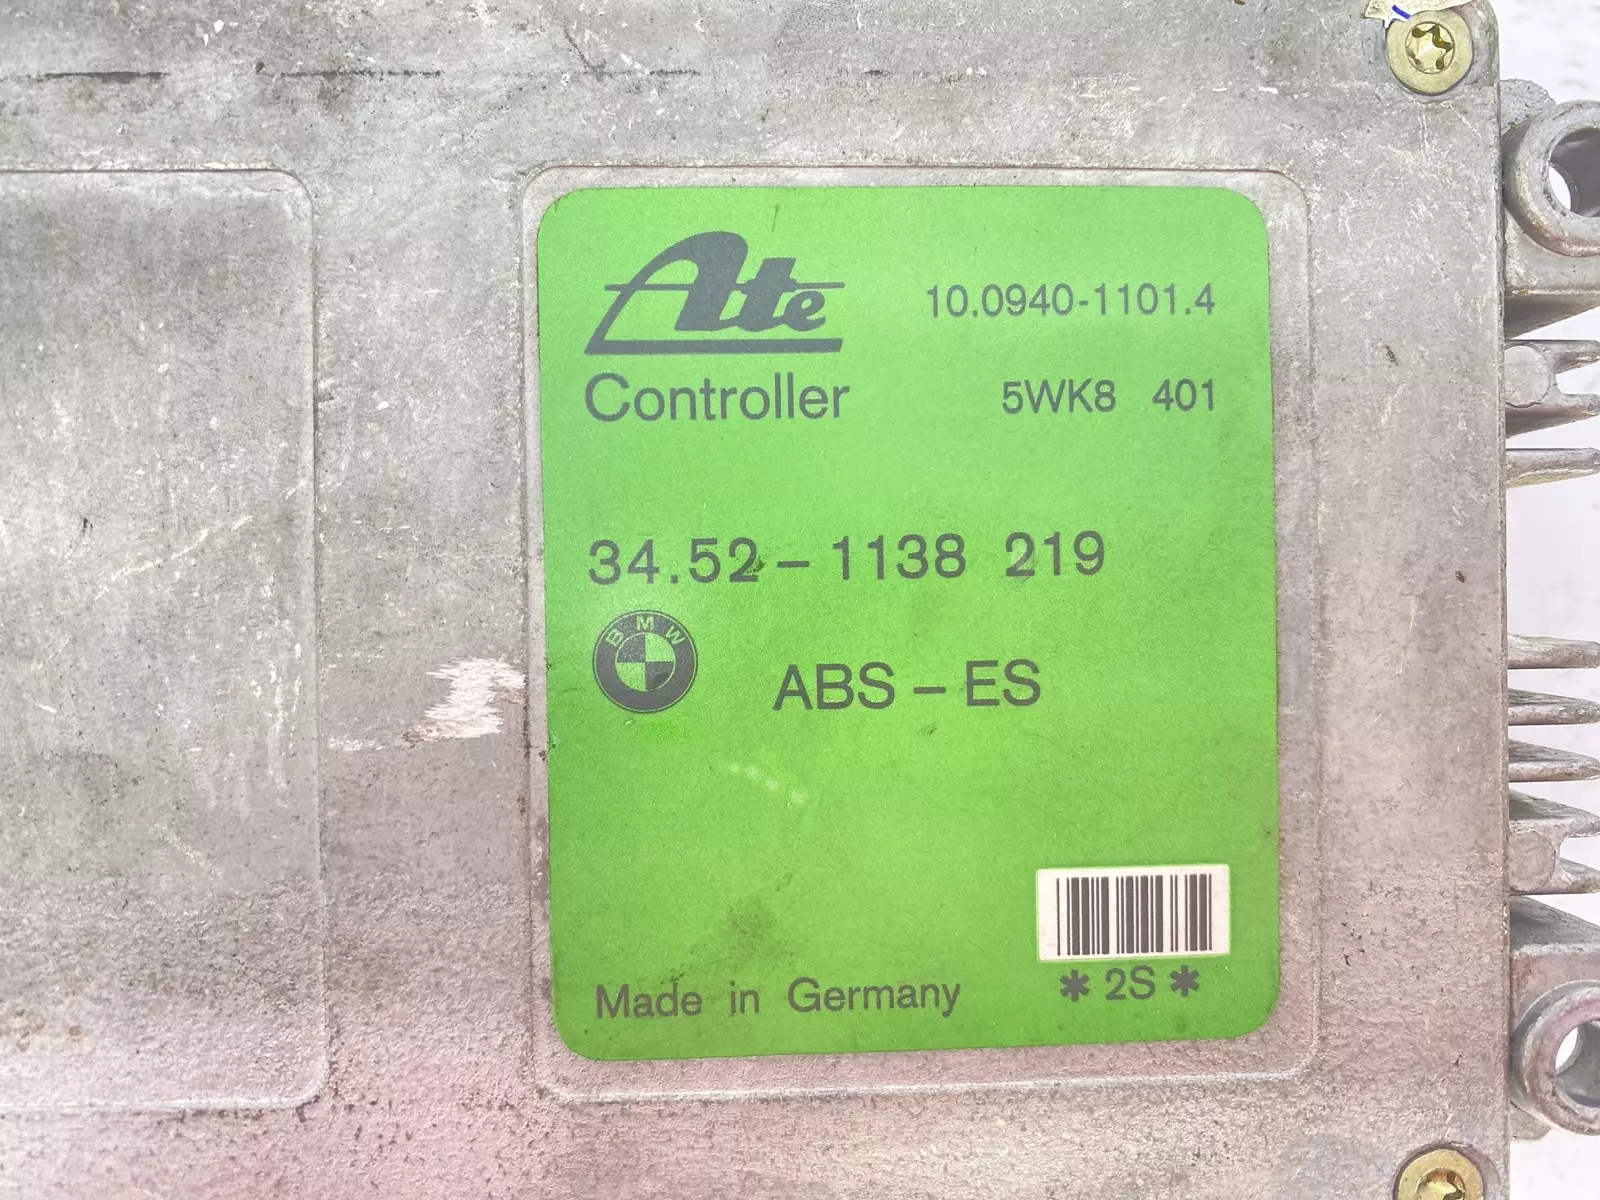 Ate
10.0940-1101.4
Controller
5WK8 401
34.52-1138 219
BMW
ABS-ES
Made in Germany
*2S*